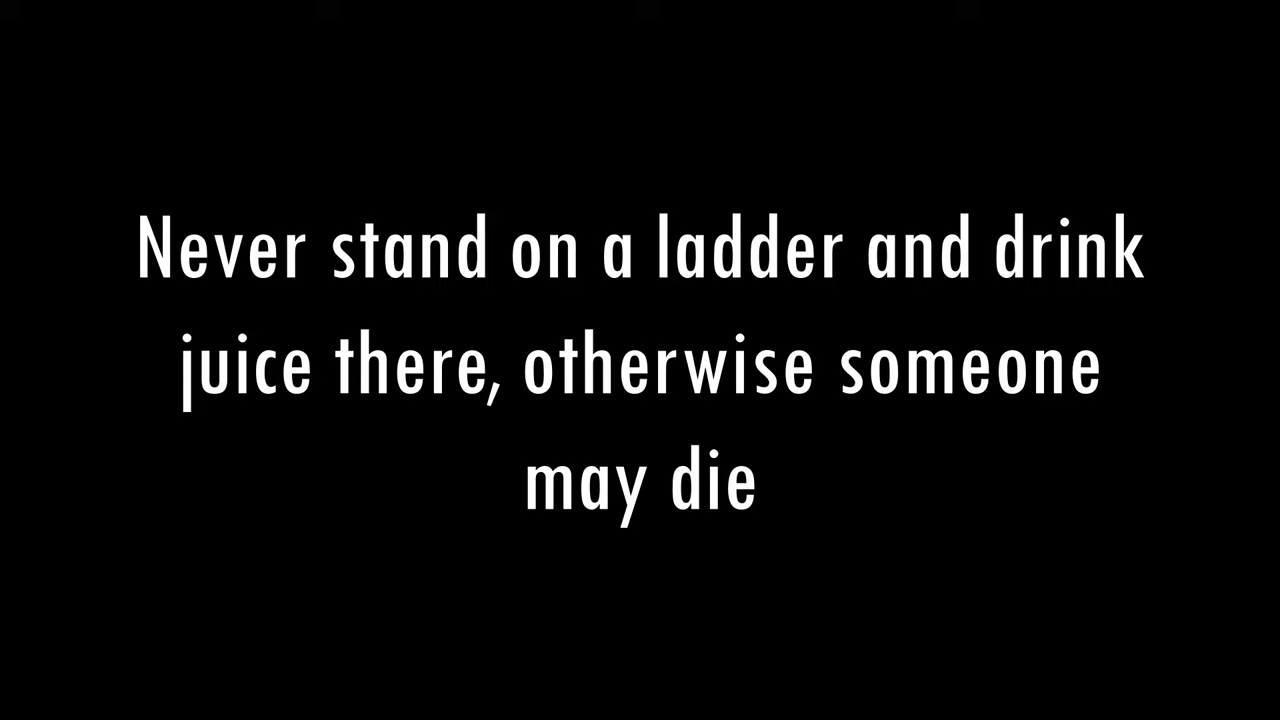 Never stand on a ladder and drink
juice there, otherwise someone
may die